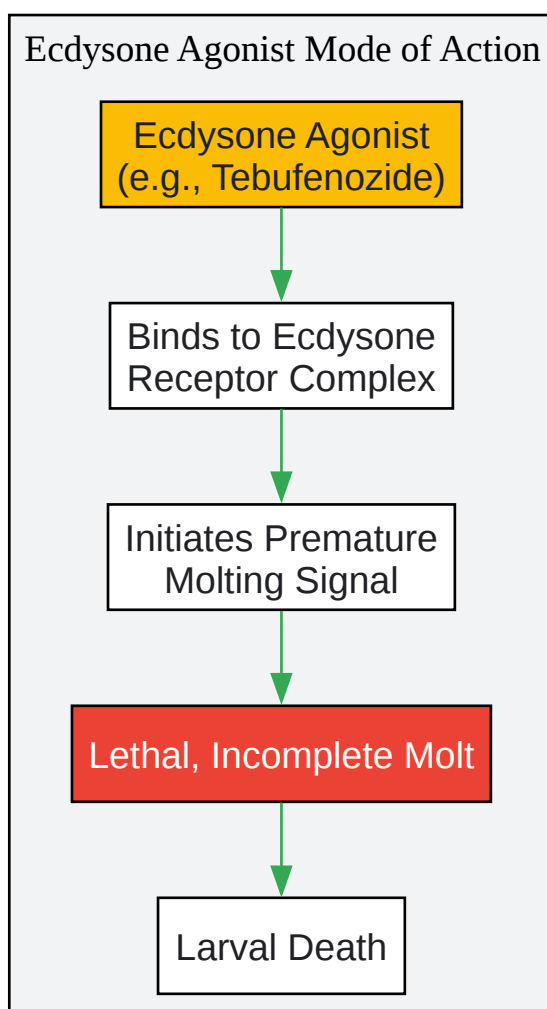 Ecdysone Agonist Mode of Action
Ecdysone Agonist
(e.g., Tebufenozide)
Binds to Ecdysone
Receptor Complex
Initiates Premature
Molting Signal
Lethal, Incomplete Molt
Larval Death